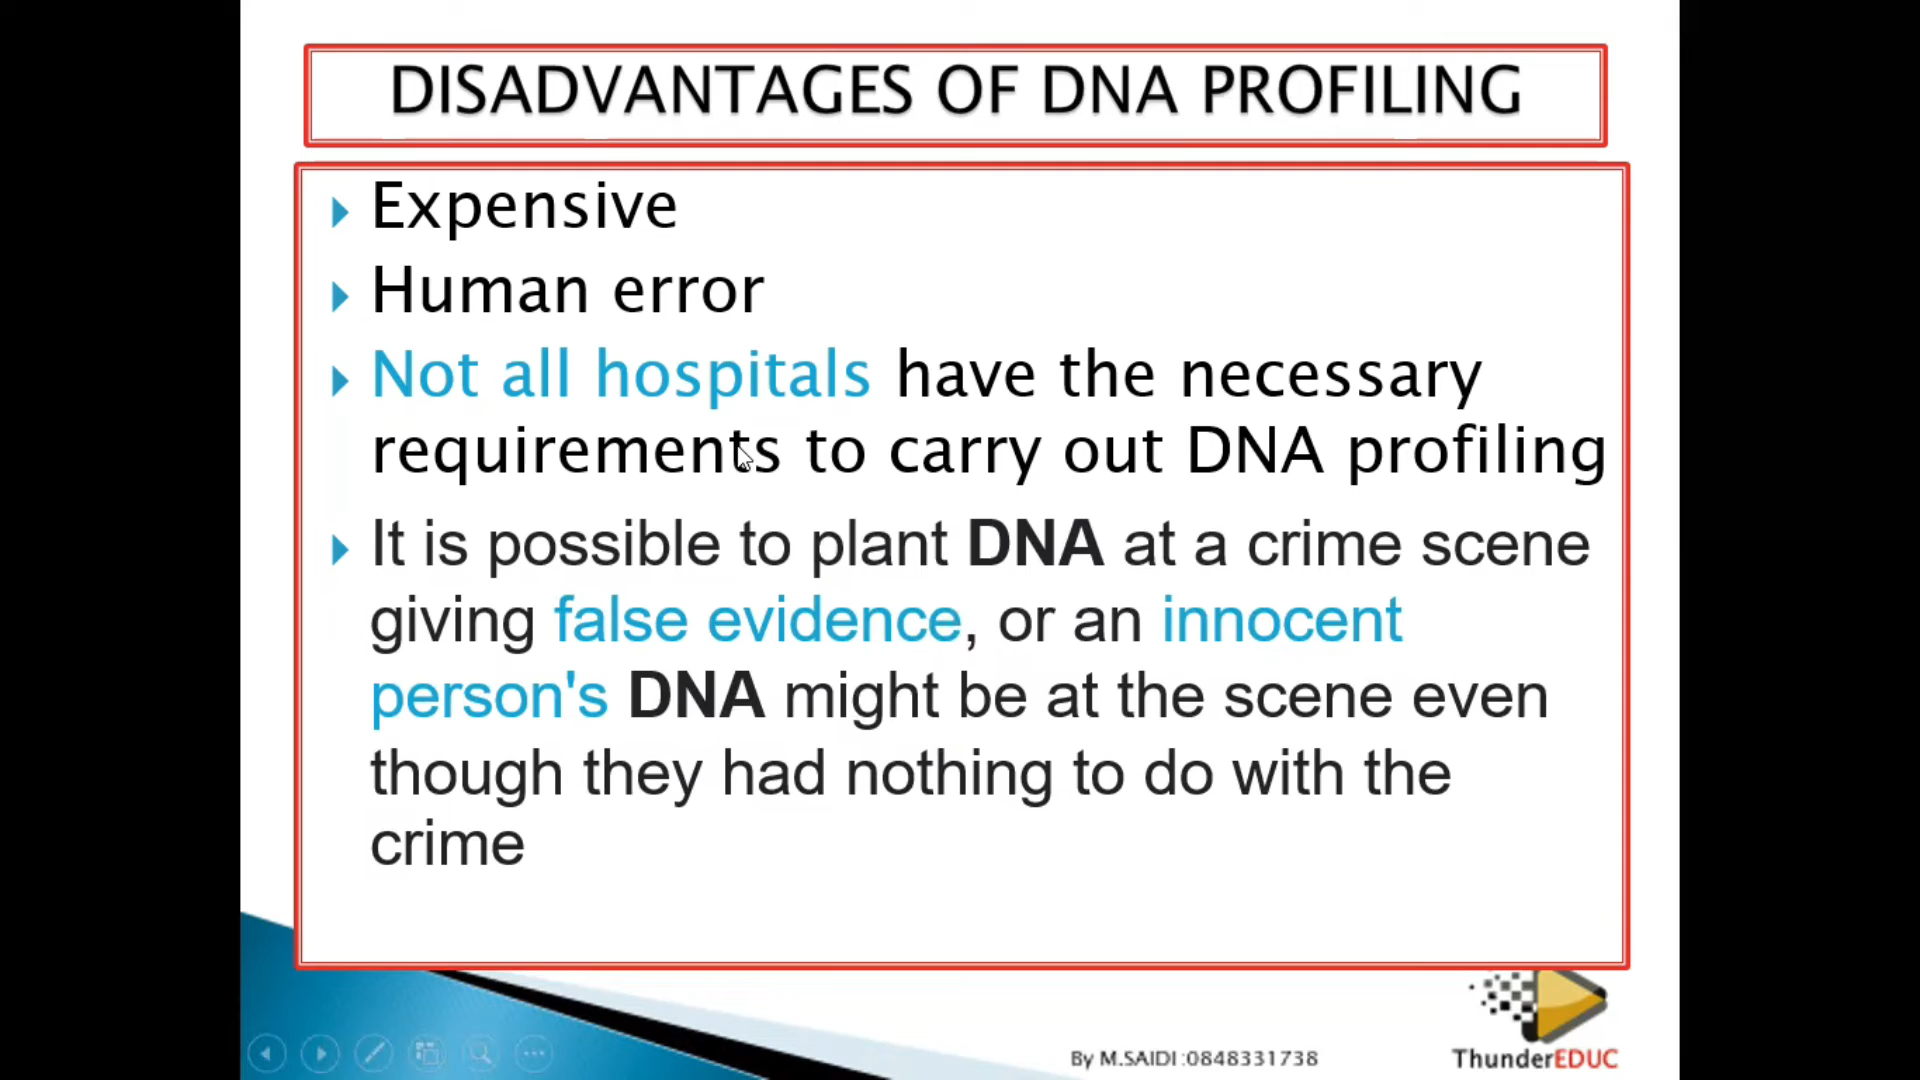 DISADVANTAGES OF DNA PROFILING
Expensive
Human error
Not all hospitals have the necessary
requirements to carry out DNA profiling
It is possible to plant DNA at a crime scene
giving false evidence, or an innocent
person's DNA might be at the scene even
though they had nothing to do with the
crime
By M.SAIDI :0848331738
ThunderEDUC